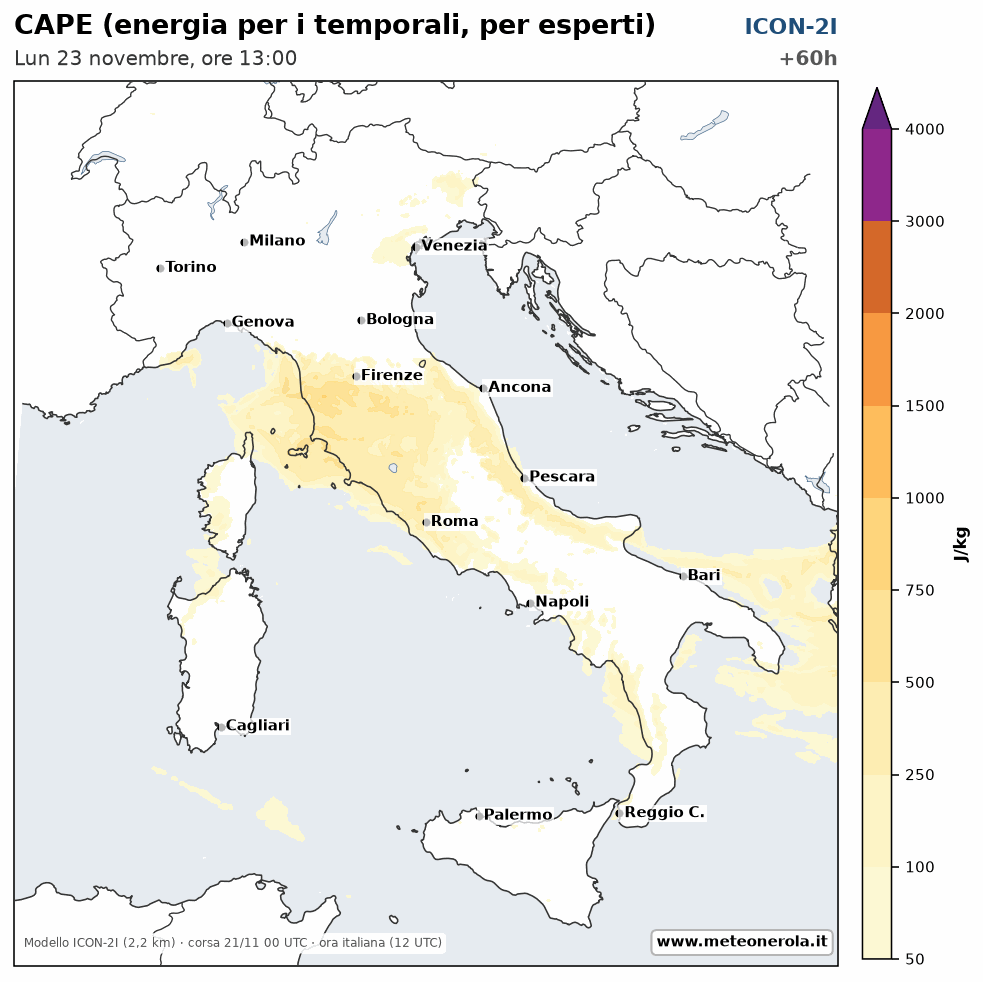 CAPE (energia per i temporali, per esperti)
ICON-2I
Lun 23 novembre, ore 13:00
+60h
4000
3000
2000
1500
1000
750
500
250
100
50
J/kg
Milano
Venezia
Torino
Genova
Bologna
Firenze
Ancona
Pescara
Roma
Bari
Napoli
Cagliari
Palermo
Reggio C.
Modello ICON-2I (2,2 km) · corsa 21/11 00 UTC · ora italiana (12 UTC)
www.meteonerola.it